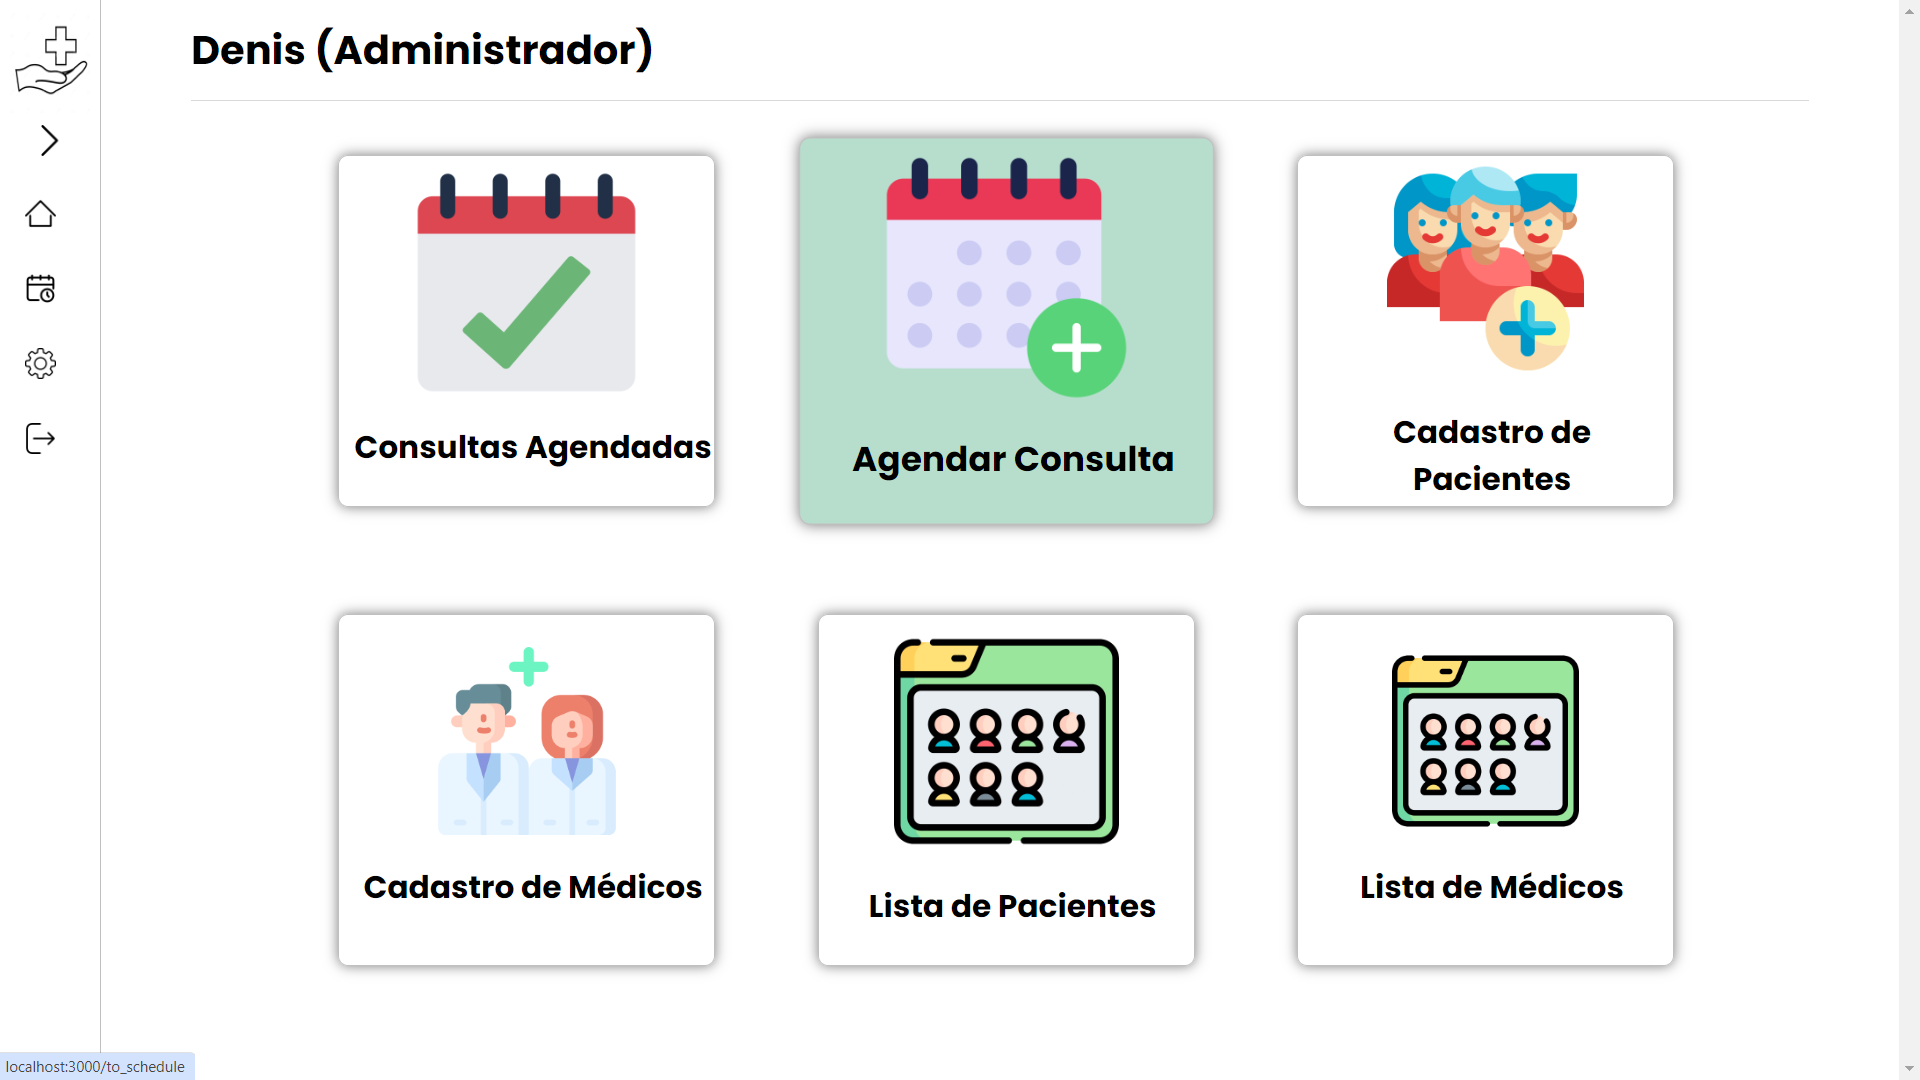 Denis (Administrador)
Consultas Agendadas
Agendar Consulta
Cadastro de
Pacientes
Cadastro de Médicos
Lista de Pacientes
Lista de Médicos
localhost:3000/to_schedule